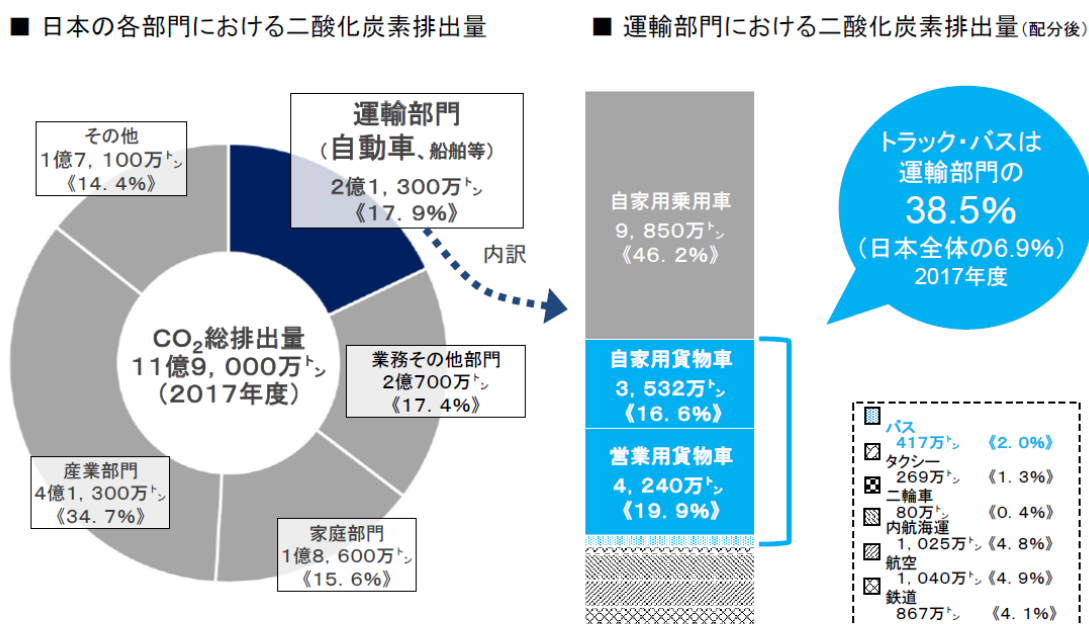 ■ 日本の各部門における二酸化炭素排出量
その他
1億7, 100万㌧
《14. 4%》
運輸部門
（自動車、船舶等）
2億1, 300万㌧
《17. 9%》
内訳
CO₂総排出量
11億9, 000万㌧
（2017年度）
業務その他部門
2億700万㌧
《17. 4%》
産業部門
4億1, 300万㌧
《34. 7%》
家庭部門
1億8, 600万㌧
《15. 6%》
■ 運輸部門における二酸化炭素排出量(配分後)
自家用乗用車
9, 850万㌧
《46. 2%》
自家用貨物車
3, 532万㌧
《16. 6%》
営業用貨物車
4, 240万㌧
《19. 9%》
トラック・バスは
運輸部門の
38.5%
（日本全体の6.9%）
2017年度
バス
417万㌧ 《2. 0%》
タクシー
269万㌧ 《1. 3%》
二輪車
80万㌧ 《0. 4%》
内航海運
1, 025万㌧ 《4. 8%》
航空
1, 040万㌧ 《4. 9%》
鉄道
867万㌧ 《4. 1%》